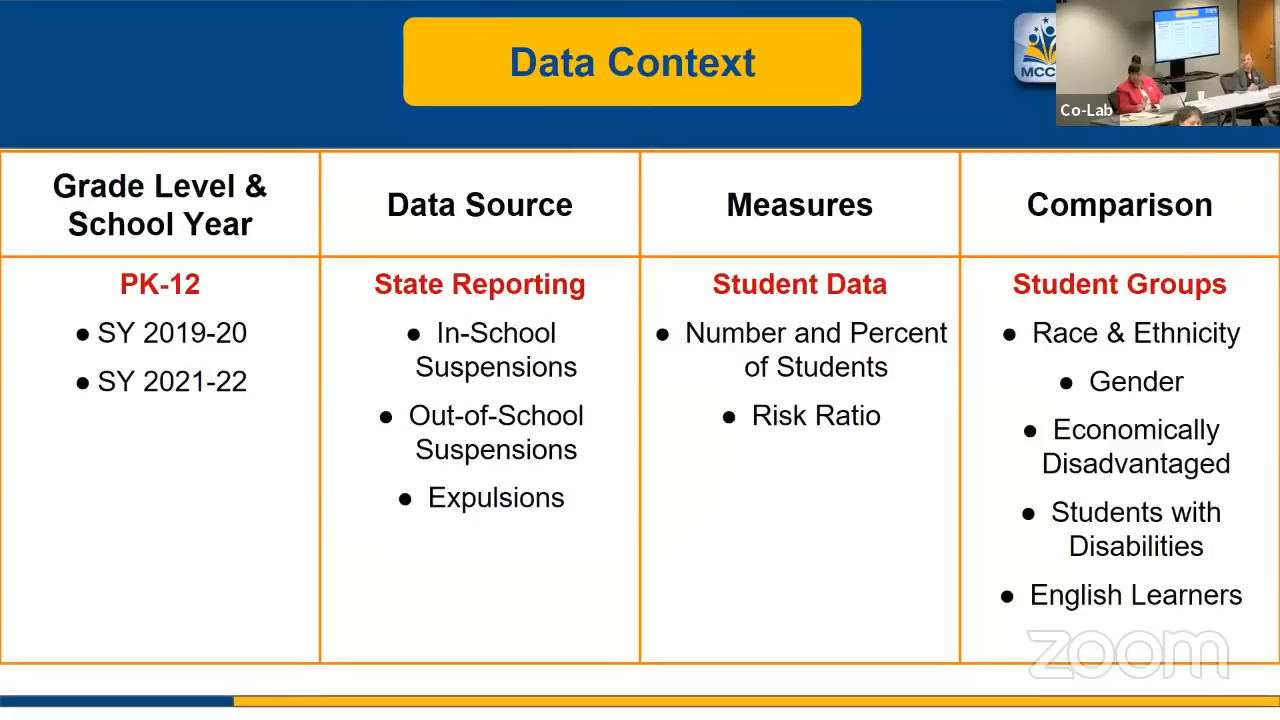 Data Context
MCC
Co-Lab
Grade Level &
School Year
Data Source
Measures
Comparison
PK-12
● SY 2019-20
● SY 2021-22
State Reporting
● In-School
Suspensions
● Out-of-School
Suspensions
● Expulsions
Student Data
● Number and Percent
of Students
● Risk Ratio
Student Groups
● Race & Ethnicity
● Gender
● Economically
Disadvantaged
● Students with
Disabilities
● English Learners
zoom